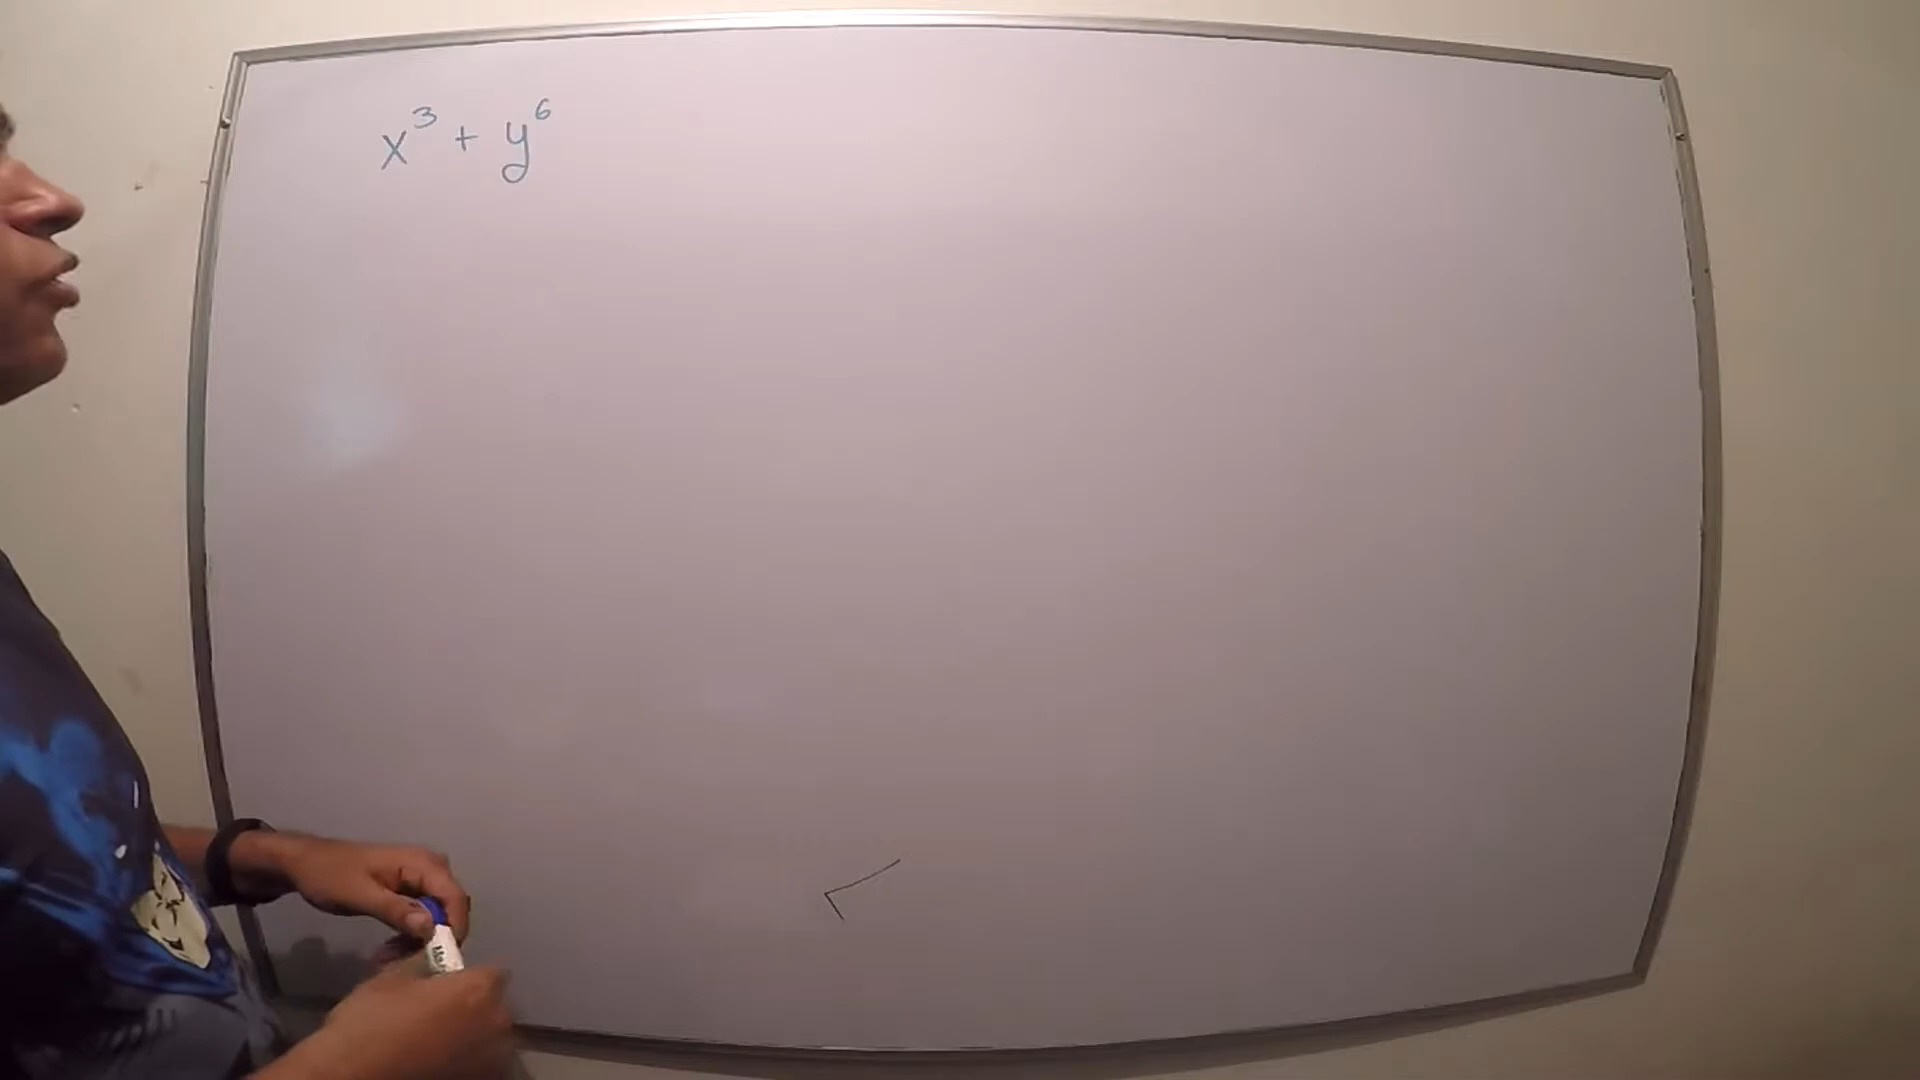 x³ + y⁶